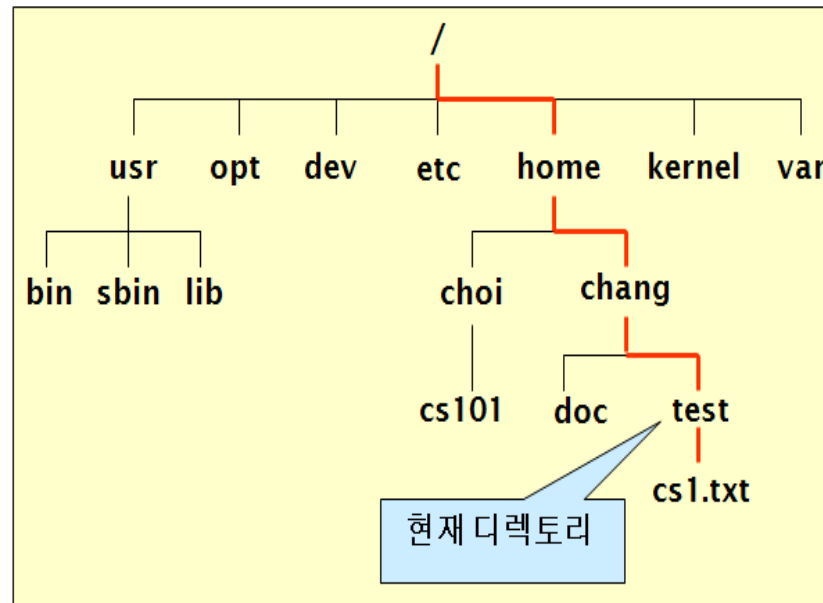 /
usr opt dev etc home kernel var
bin sbin lib choi chang
cs101 doc test
cs1.txt
현재 디렉토리